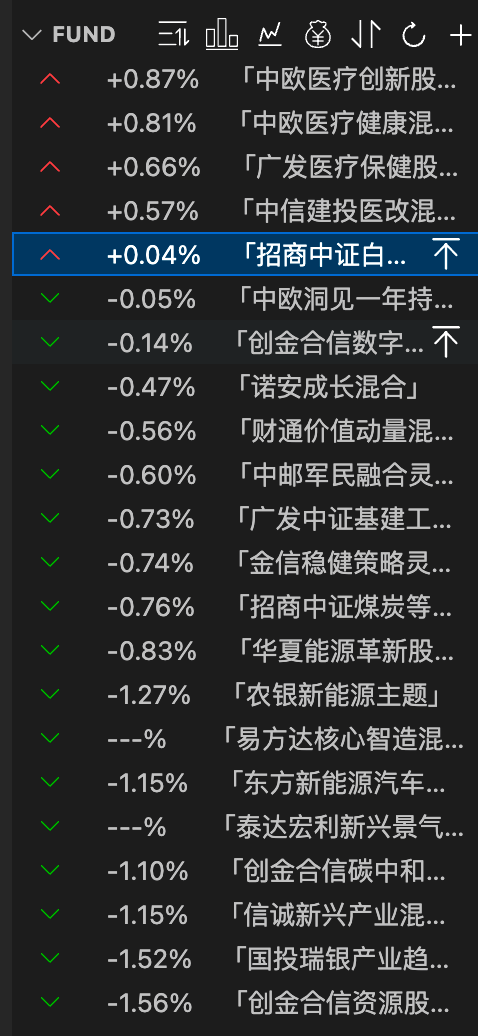 FUND
+0.87% 「中欧医疗创新股...
+0.81% 「中欧医疗健康混...
+0.66% 「广发医疗保健股...
+0.57% 「中信建投医改混...
+0.04% 「招商中证白...
-0.05% 「中欧洞见一年持...
-0.14% 「创金合信数字...
-0.47% 「诺安成长混合」
-0.56% 「财通价值动量混...
-0.60% 「中邮军民融合灵...
-0.73% 「广发中证基建工...
-0.74% 「金信稳健策略灵...
-0.76% 「招商中证煤炭等...
-0.83% 「华夏能源革新股...
-1.27% 「农银新能源主题」
---% 「易方达核心智造混...
-1.15% 「东方新能源汽车...
---% 「泰达宏利新兴景气...
-1.10% 「创金合信碳中和...
-1.15% 「信诚新兴产业混...
-1.52% 「国投瑞银产业趋...
-1.56% 「创金合信资源股...